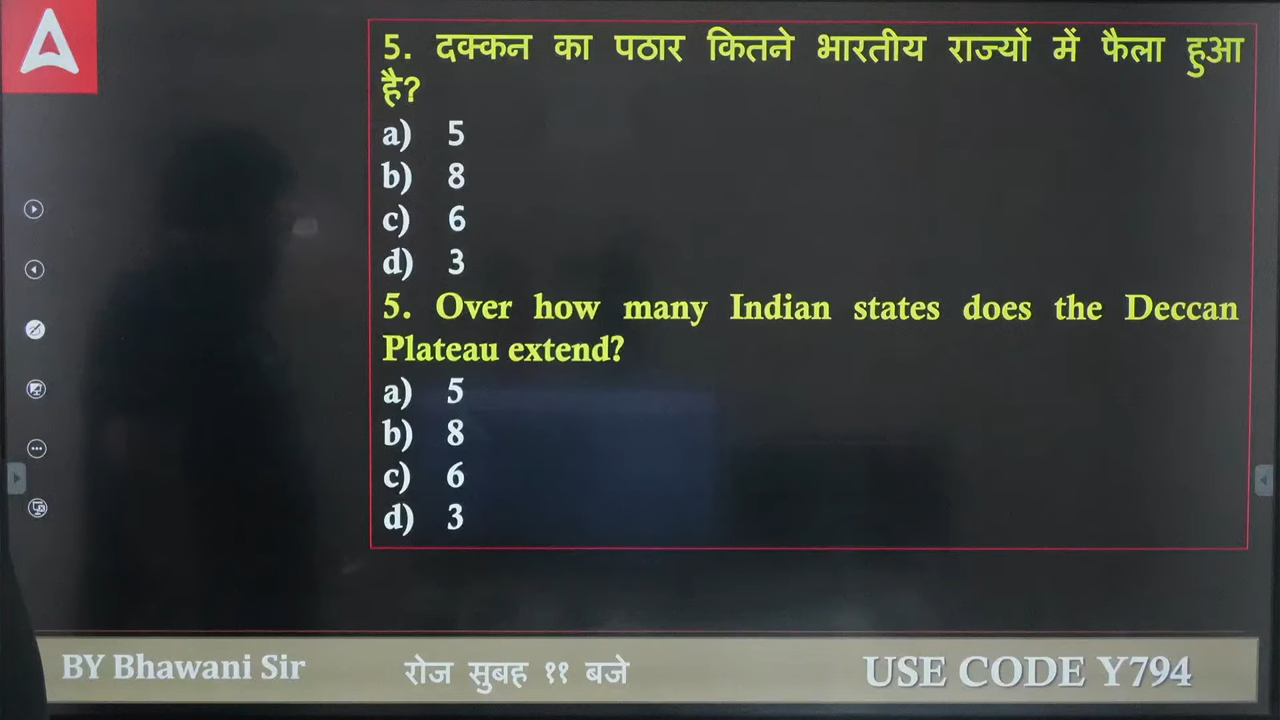 5. दक्कन का पठार कितने भारतीय राज्यों में फैला हुआ
है?
a) 5
b) 8
c) 6
d) 3
5. Over how many Indian states does the Deccan
Plateau extend?
a) 5
b) 8
c) 6
d) 3
BY Bhawani Sir रोज सुबह ११ बजे USE CODE Y794